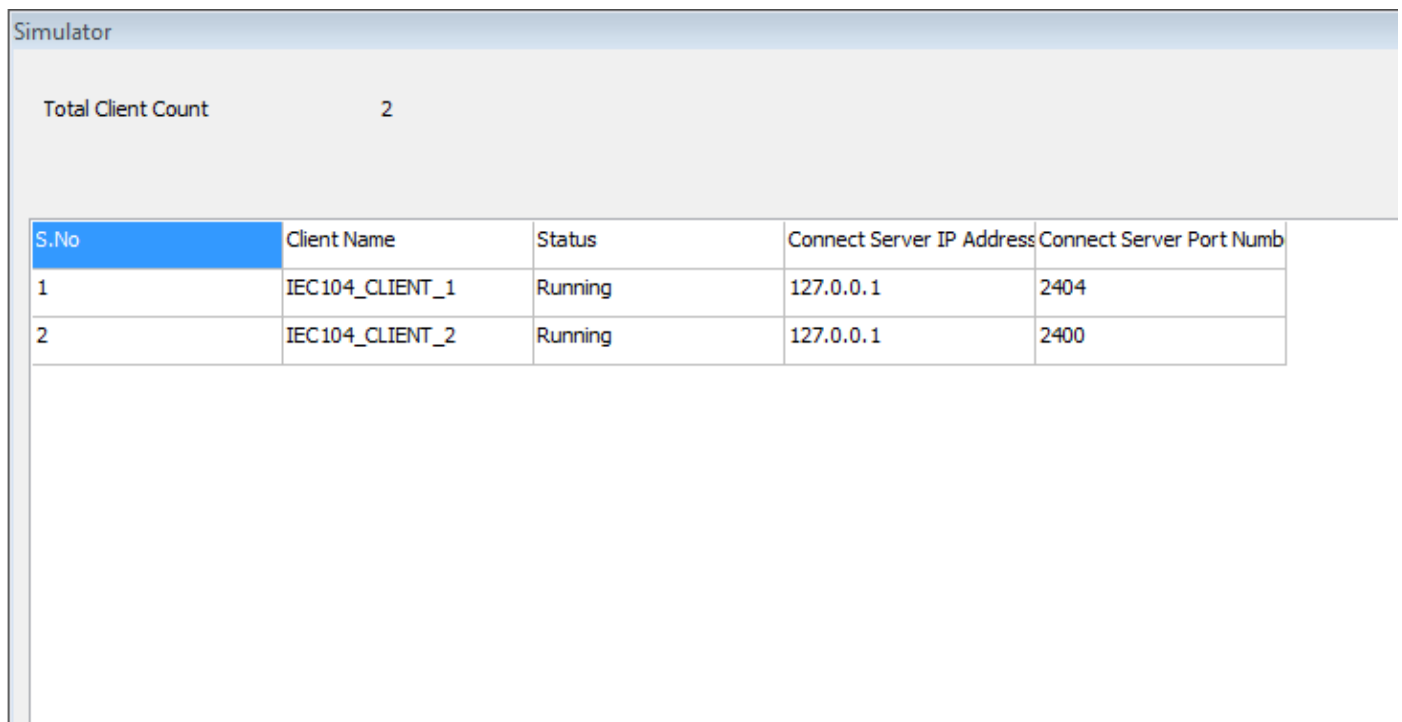 Simulator
Total Client Count 2
S.No Client Name Status Connect Server IP Address Connect Server Port Numb
1 IEC104_CLIENT_1 Running 127.0.0.1 2404
2 IEC104_CLIENT_2 Running 127.0.0.1 2400